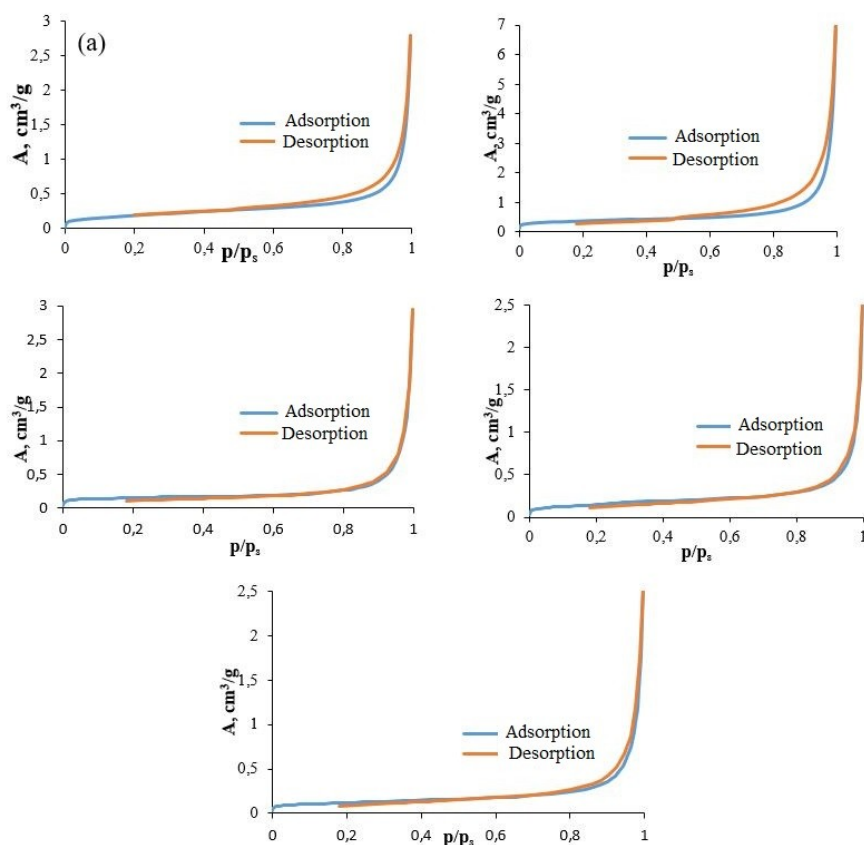 (a)
A, cm³/g
3
2,5
2
1,5
1
0,5
0
Adsorption
Desorption
0 0,2 0,4 0,6 0,8 1
p/pₛ
A, cm³/g
7
6
5
4
3
2
1
0
Adsorption
Desorption
0 0,2 0,4 0,6 0,8 1
p/pₛ
A, cm³/g
3
2,5
2
1,5
1
0,5
0
Adsorption
Desorption
0 0,2 0,4 0,6 0,8 1
p/pₛ
A, cm³/g
2,5
2
1,5
1
0,5
0
Adsorption
Desorption
0 0,2 0,4 0,6 0,8 1
p/pₛ
A, cm³/g
2,5
2
1,5
1
0,5
0
Adsorption
Desorption
0 0,2 0,4 0,6 0,8 1
p/pₛ